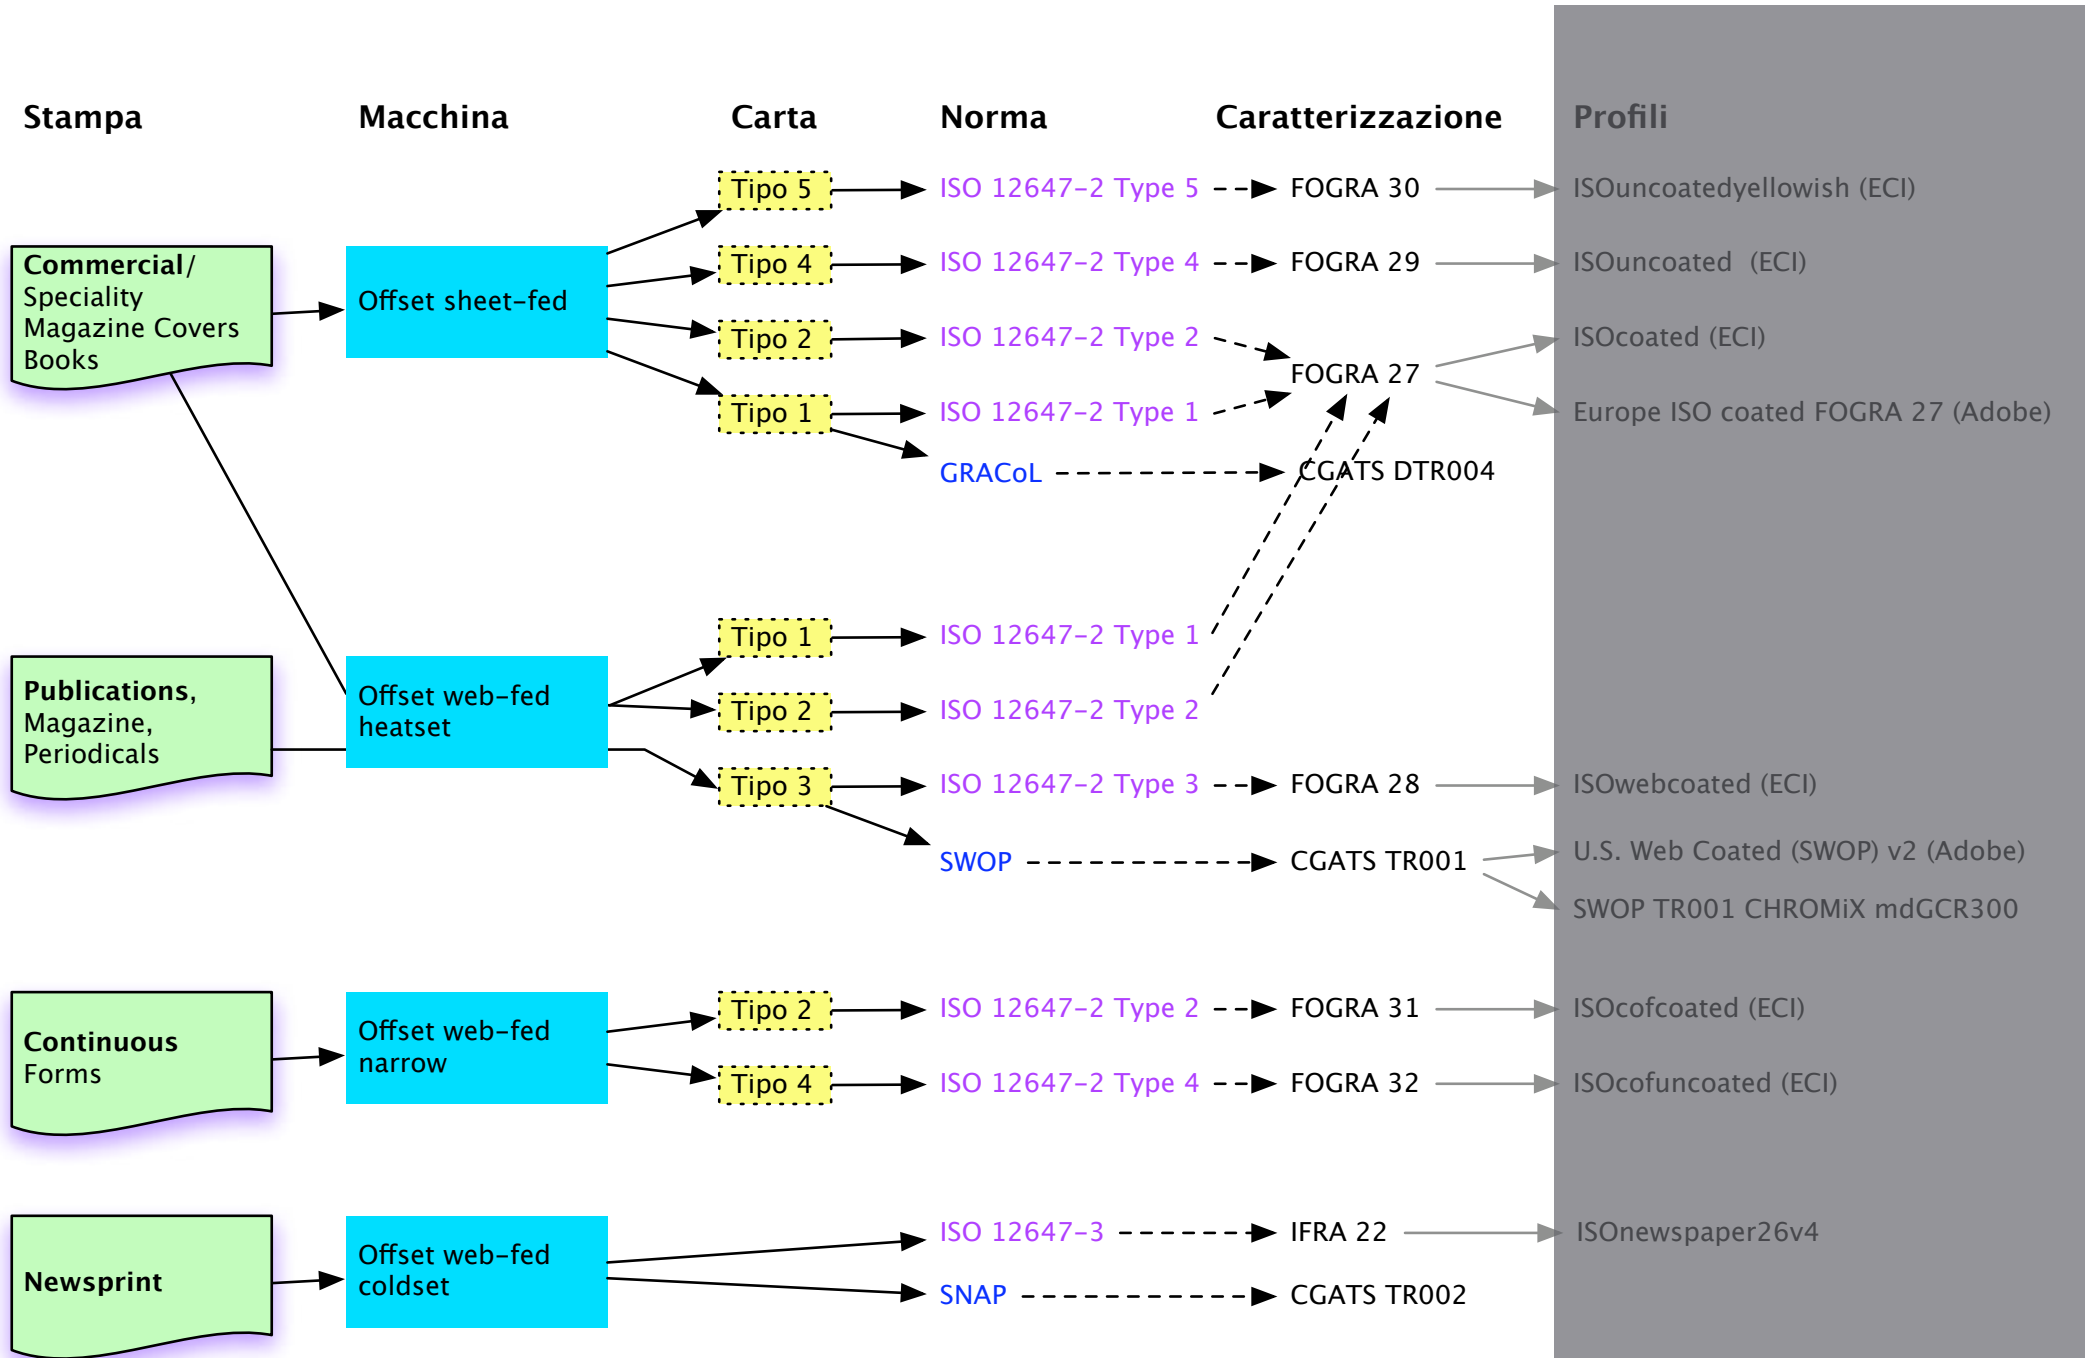 Stampa
Macchina
Carta
Norma
Caratterizzazione
Profili
Commercial/
Speciality
Magazine Covers
Books
Offset sheet-fed
Tipo 5
ISO 12647-2 Type 5
FOGRA 30
ISOuncoatedyellowish (ECI)
Tipo 4
ISO 12647-2 Type 4
FOGRA 29
ISOuncoated (ECI)
Tipo 2
ISO 12647-2 Type 2
FOGRA 27
ISOcoated (ECI)
Tipo 1
ISO 12647-2 Type 1
Europe ISO coated FOGRA 27 (Adobe)
GRACoL
CGATS DTR004
Publications,
Magazine,
Periodicals
Offset web-fed
heatset
Tipo 1
ISO 12647-2 Type 1
Tipo 2
ISO 12647-2 Type 2
Tipo 3
ISO 12647-2 Type 3
FOGRA 28
ISOwebcoated (ECI)
SWOP
CGATS TR001
U.S. Web Coated (SWOP) v2 (Adobe)
SWOP TR001 CHROMiX mdGCR300
Continuous
Forms
Offset web-fed
narrow
Tipo 2
ISO 12647-2 Type 2
FOGRA 31
ISOcofcoated (ECI)
Tipo 4
ISO 12647-2 Type 4
FOGRA 32
ISOcofuncoated (ECI)
Newsprint
Offset web-fed
coldset
ISO 12647-3
IFRA 22
ISOnewspaper26v4
SNAP
CGATS TR002